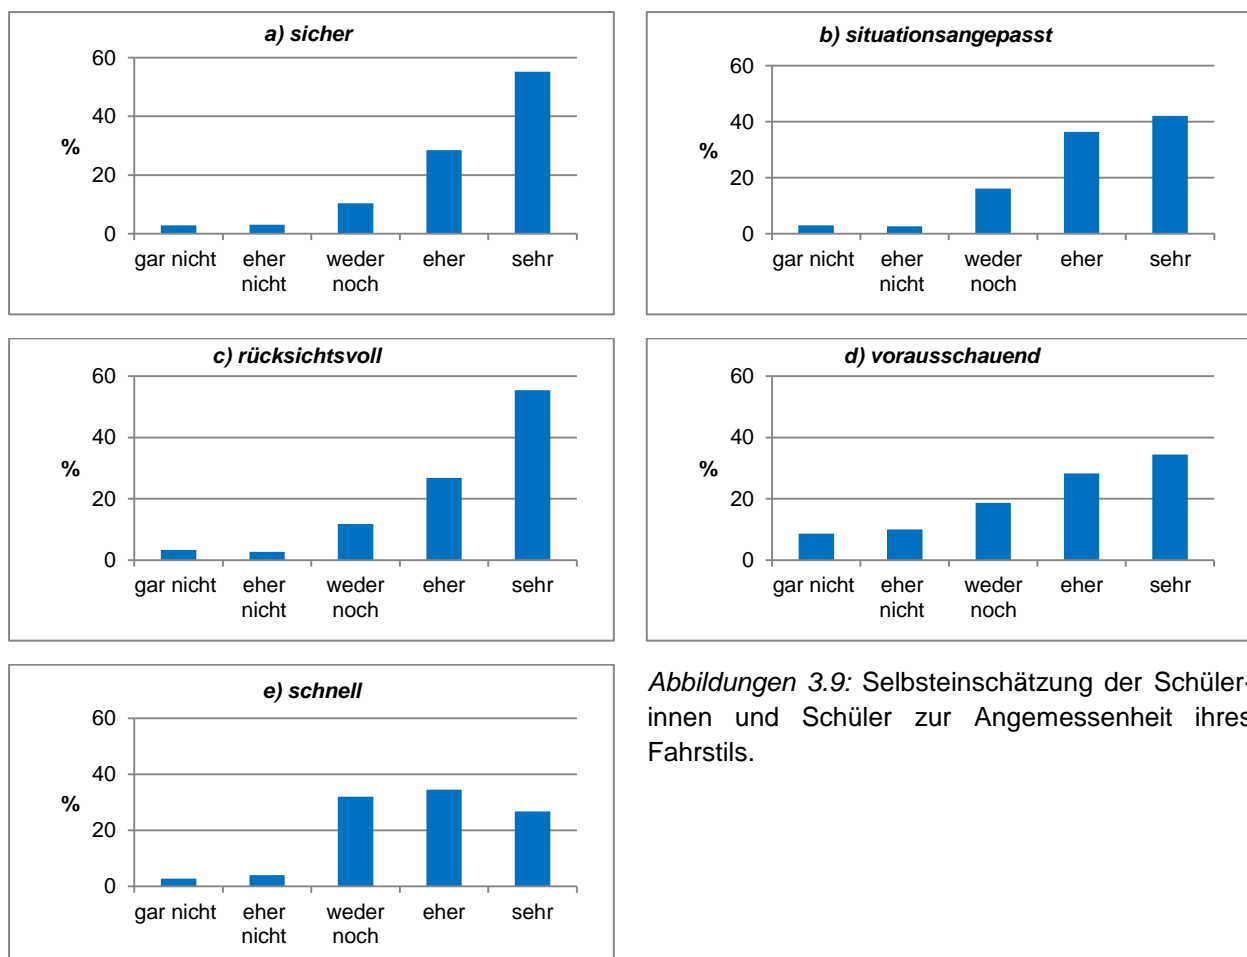 a) sicher
60
40
%
20
0
gar nicht eher weder eher sehr
nicht noch
b) situationsangepasst
60
40
%
20
0
gar nicht eher weder eher sehr
nicht noch
c) rücksichtsvoll
60
40
%
20
0
gar nicht eher weder eher sehr
nicht noch
d) vorausschauend
60
40
%
20
0
gar nicht eher weder eher sehr
nicht noch
e) schnell
60
40
%
20
0
gar nicht eher weder eher sehr
nicht noch
Abbildungen 3.9: Selbsteinschätzung der Schüler-
innen und Schüler zur Angemessenheit ihres
Fahrstils.